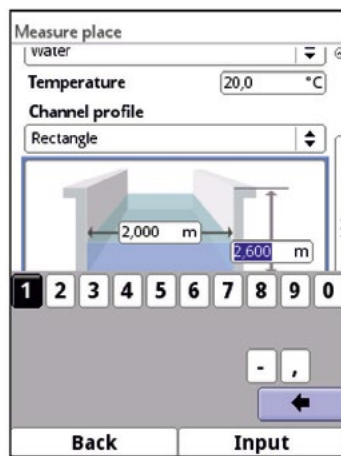 Measure place
Water
Temperature 20,0 °C
Channel profile
Rectangle
2,000 m
2,600 m
1 2 3 4 5 6 7 8 9 0
- ,
Back Input